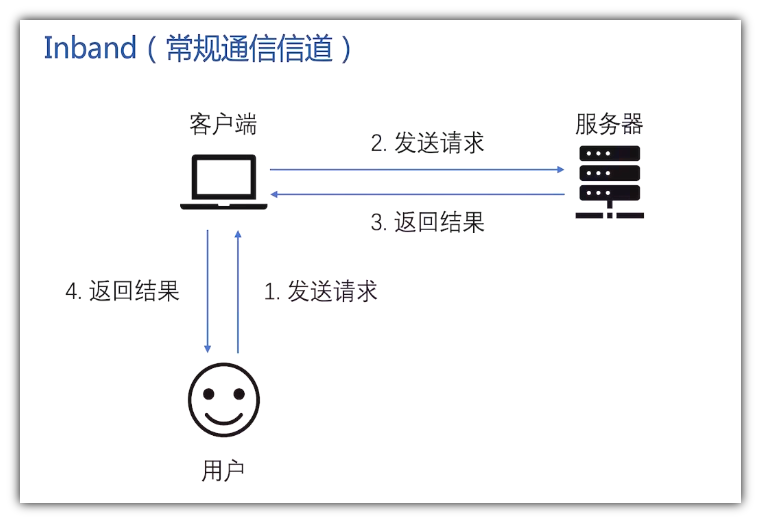 Inband（常规通信信道）
客户端
服务器
2. 发送请求
3. 返回结果
4. 返回结果
1. 发送请求
用户